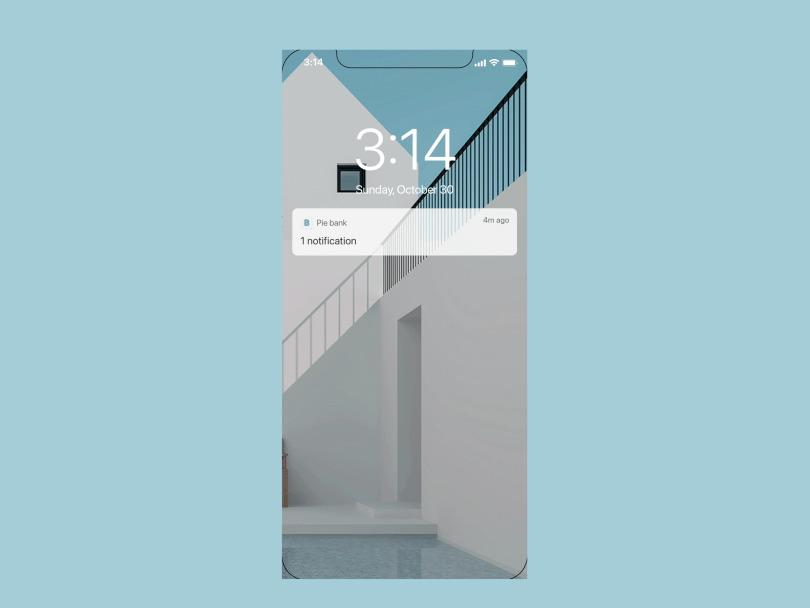 3:14
3:14
Sunday, October 30
B Pie bank 4m ago
1 notification